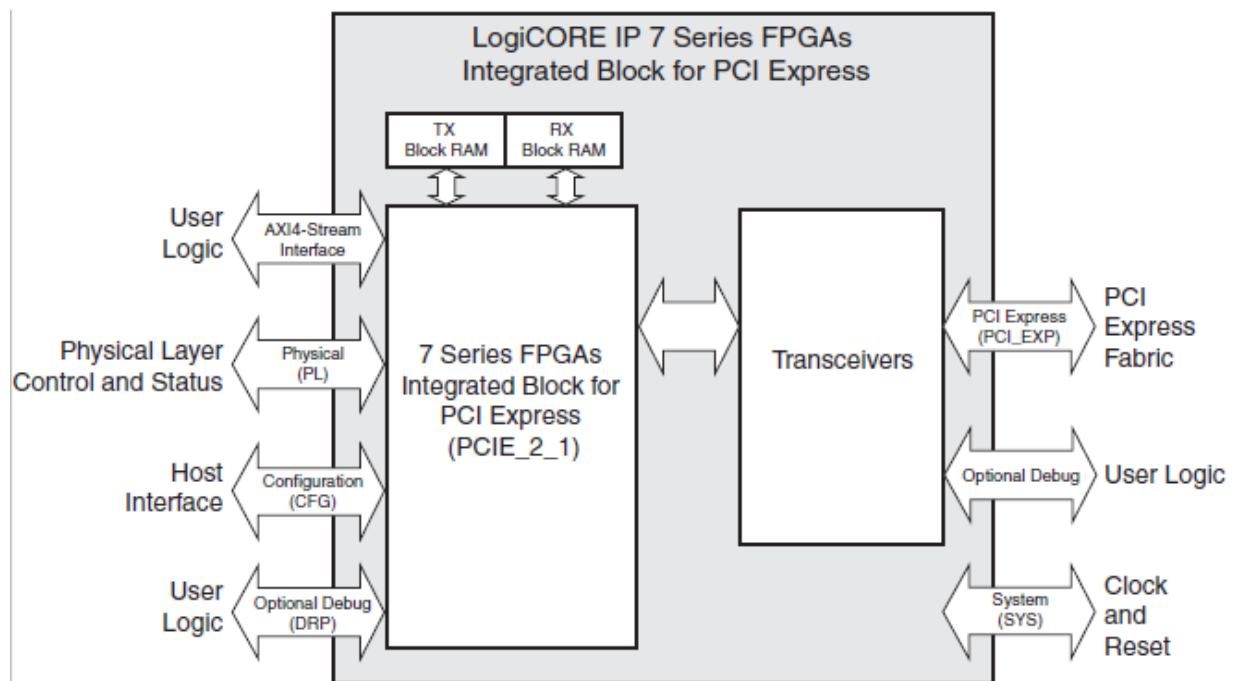 LogiCORE IP 7 Series FPGAs
Integrated Block for PCI Express
TX
Block RAM
RX
Block RAM
User
Logic
AXI4-Stream
Interface
Physical Layer
Control and Status
Physical
(PL)
Host
Interface
Configuration
(CFG)
User
Logic
Optional Debug
(DRP)
7 Series FPGAs
Integrated Block for
PCI Express
(PCIE_2_1)
Transceivers
PCI Express
(PCI_EXP)
PCI
Express
Fabric
Optional Debug
User Logic
System
(SYS)
Clock
and
Reset